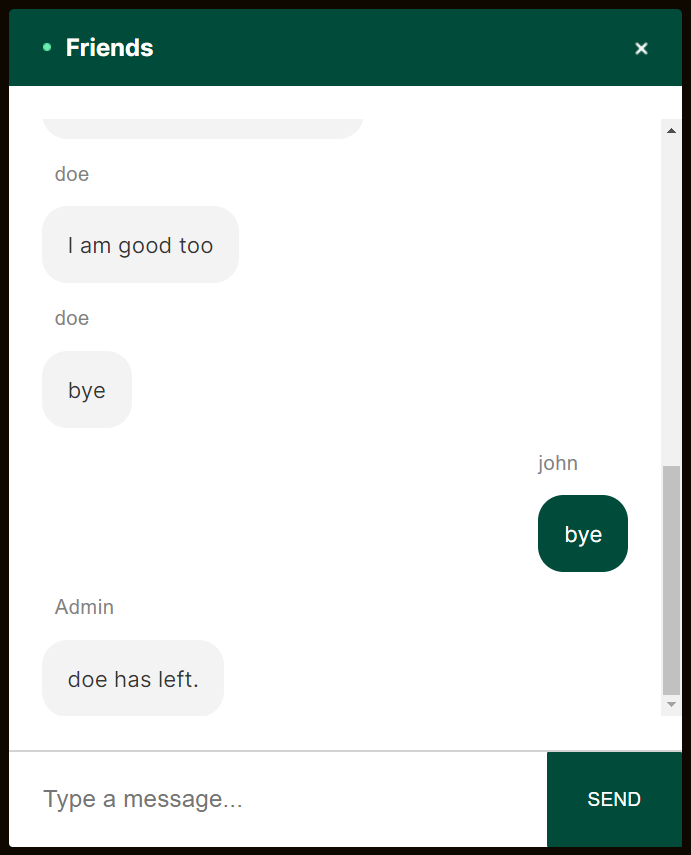 Friends
×
doe
I am good too
doe
bye
john
bye
Admin
doe has left.
Type a message...
SEND